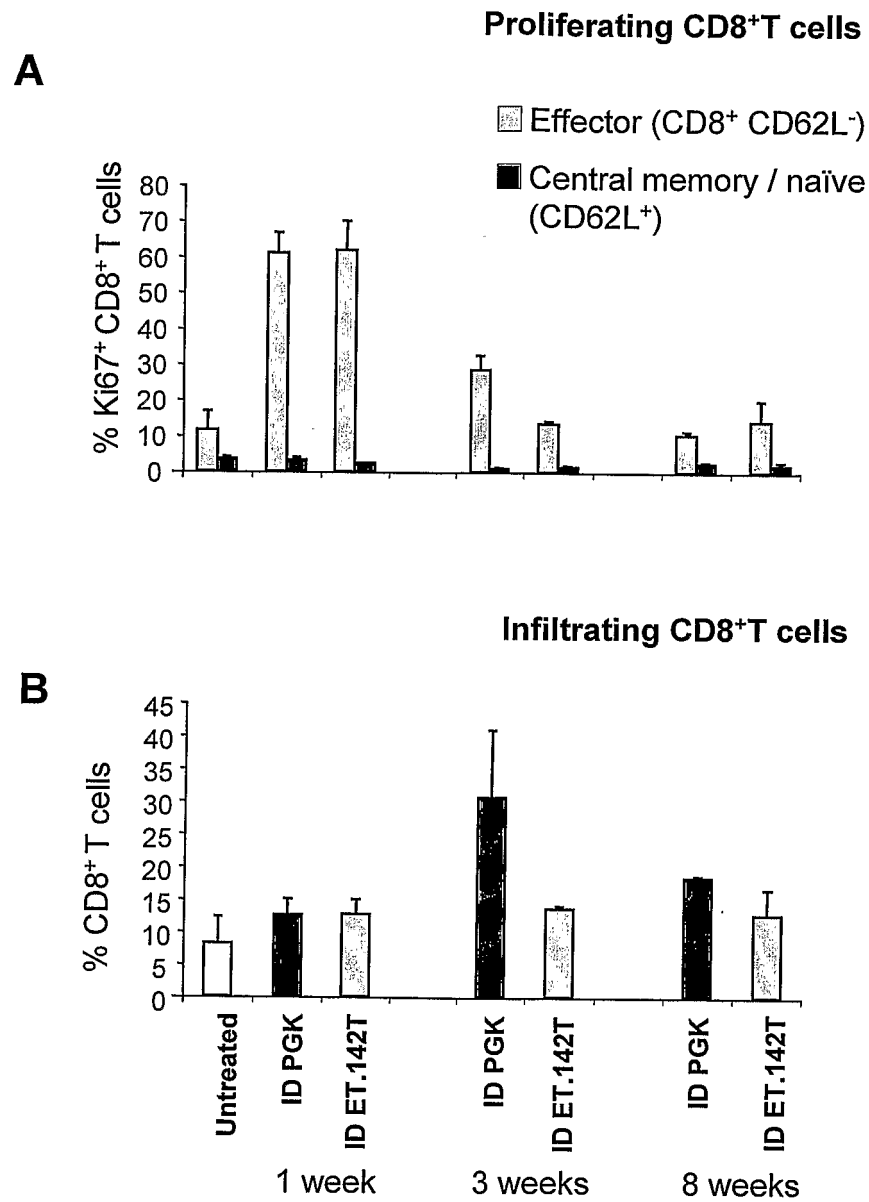 Proliferating CD8⁺T cells
A
Effector (CD8⁺ CD62L⁻)
Central memory / naïve
(CD62L⁺)
% Ki67⁺ CD8⁺ T cells
80
70
60
50
40
30
20
10
0
Infiltrating CD8⁺T cells
B
% CD8⁺ T cells
45
40
35
30
25
20
15
10
5
0
Untreated
ID PGK
ID ET.142T
ID PGK
ID ET.142T
ID PGK
ID ET.142T
1 week
3 weeks
8 weeks